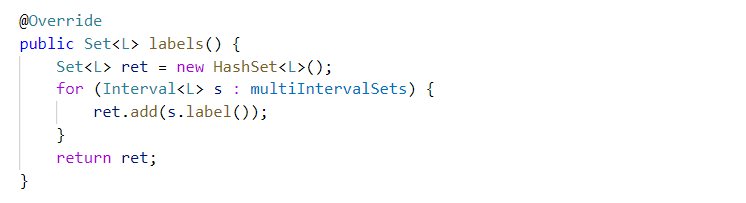 @Override
public Set<L> labels() {
    Set<L> ret = new HashSet<L>();
    for (Interval<L> s : multiIntervalSets) {
        ret.add(s.label());
    }
    return ret;
}